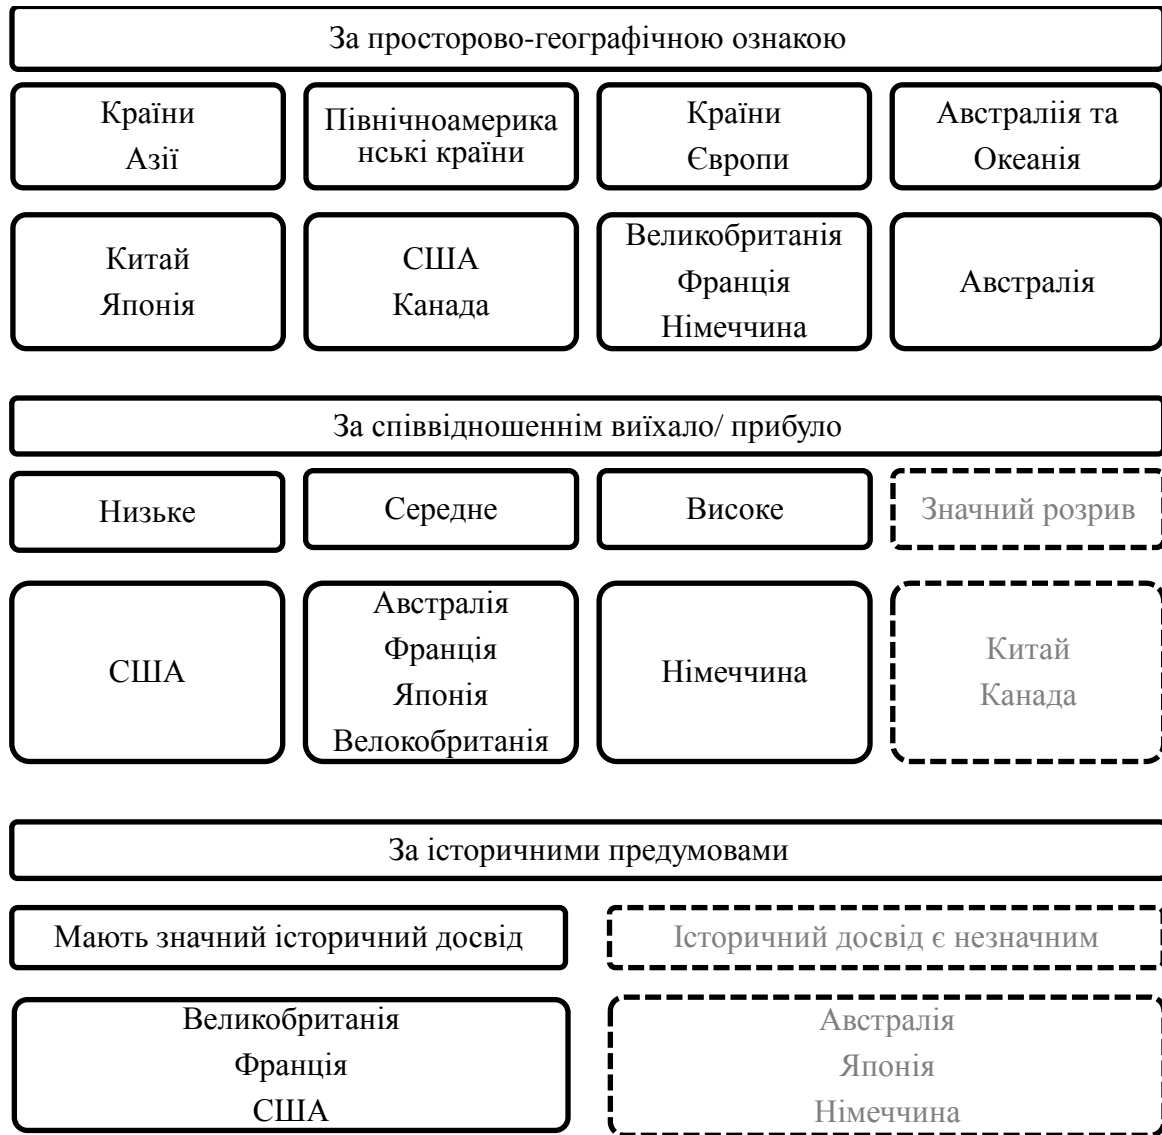 За просторово-географічною ознакою
Країни
Азії
Північноамерика
нські країни
Країни
Європи
Австраліія та
Океанія
Китай
Японія
США
Канада
Великобританія
Франція
Німеччина
Австралія
За співвідношеннім виїхало/ прибуло
Низьке
Середне
Високе
Значний розрив
США
Австралія
Франція
Японія
Велокобританія
Німеччина
Китай
Канада
За історичними предумовами
Мають значний історичний досвід
Історичний досвід є незначним
Великобританія
Франція
США
Австралія
Японія
Німеччина